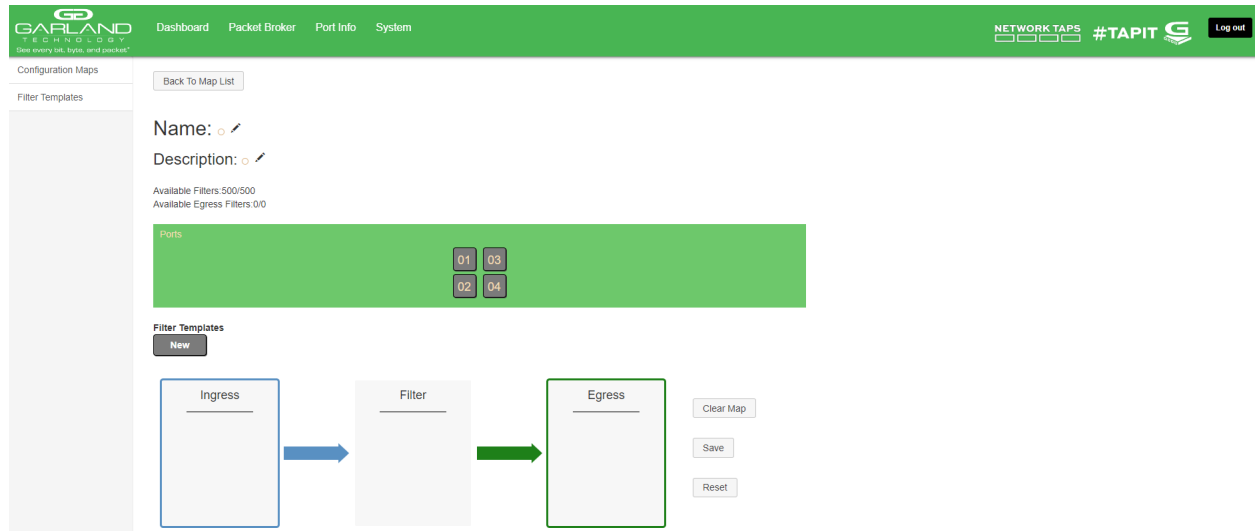 GARLAND
TECHNOLOGY
See every bit, byte, and packet®
Dashboard Packet Broker Port Info System
NETWORK TAPS #TAPIT
Log out
Configuration Maps
Filter Templates
Back To Map List
Name:
Description:
Available Filters:500/500
Available Egress Filters:0/0
Ports
01 03
02 04
Filter Templates
New
Ingress Filter Egress
Clear Map
Save
Reset